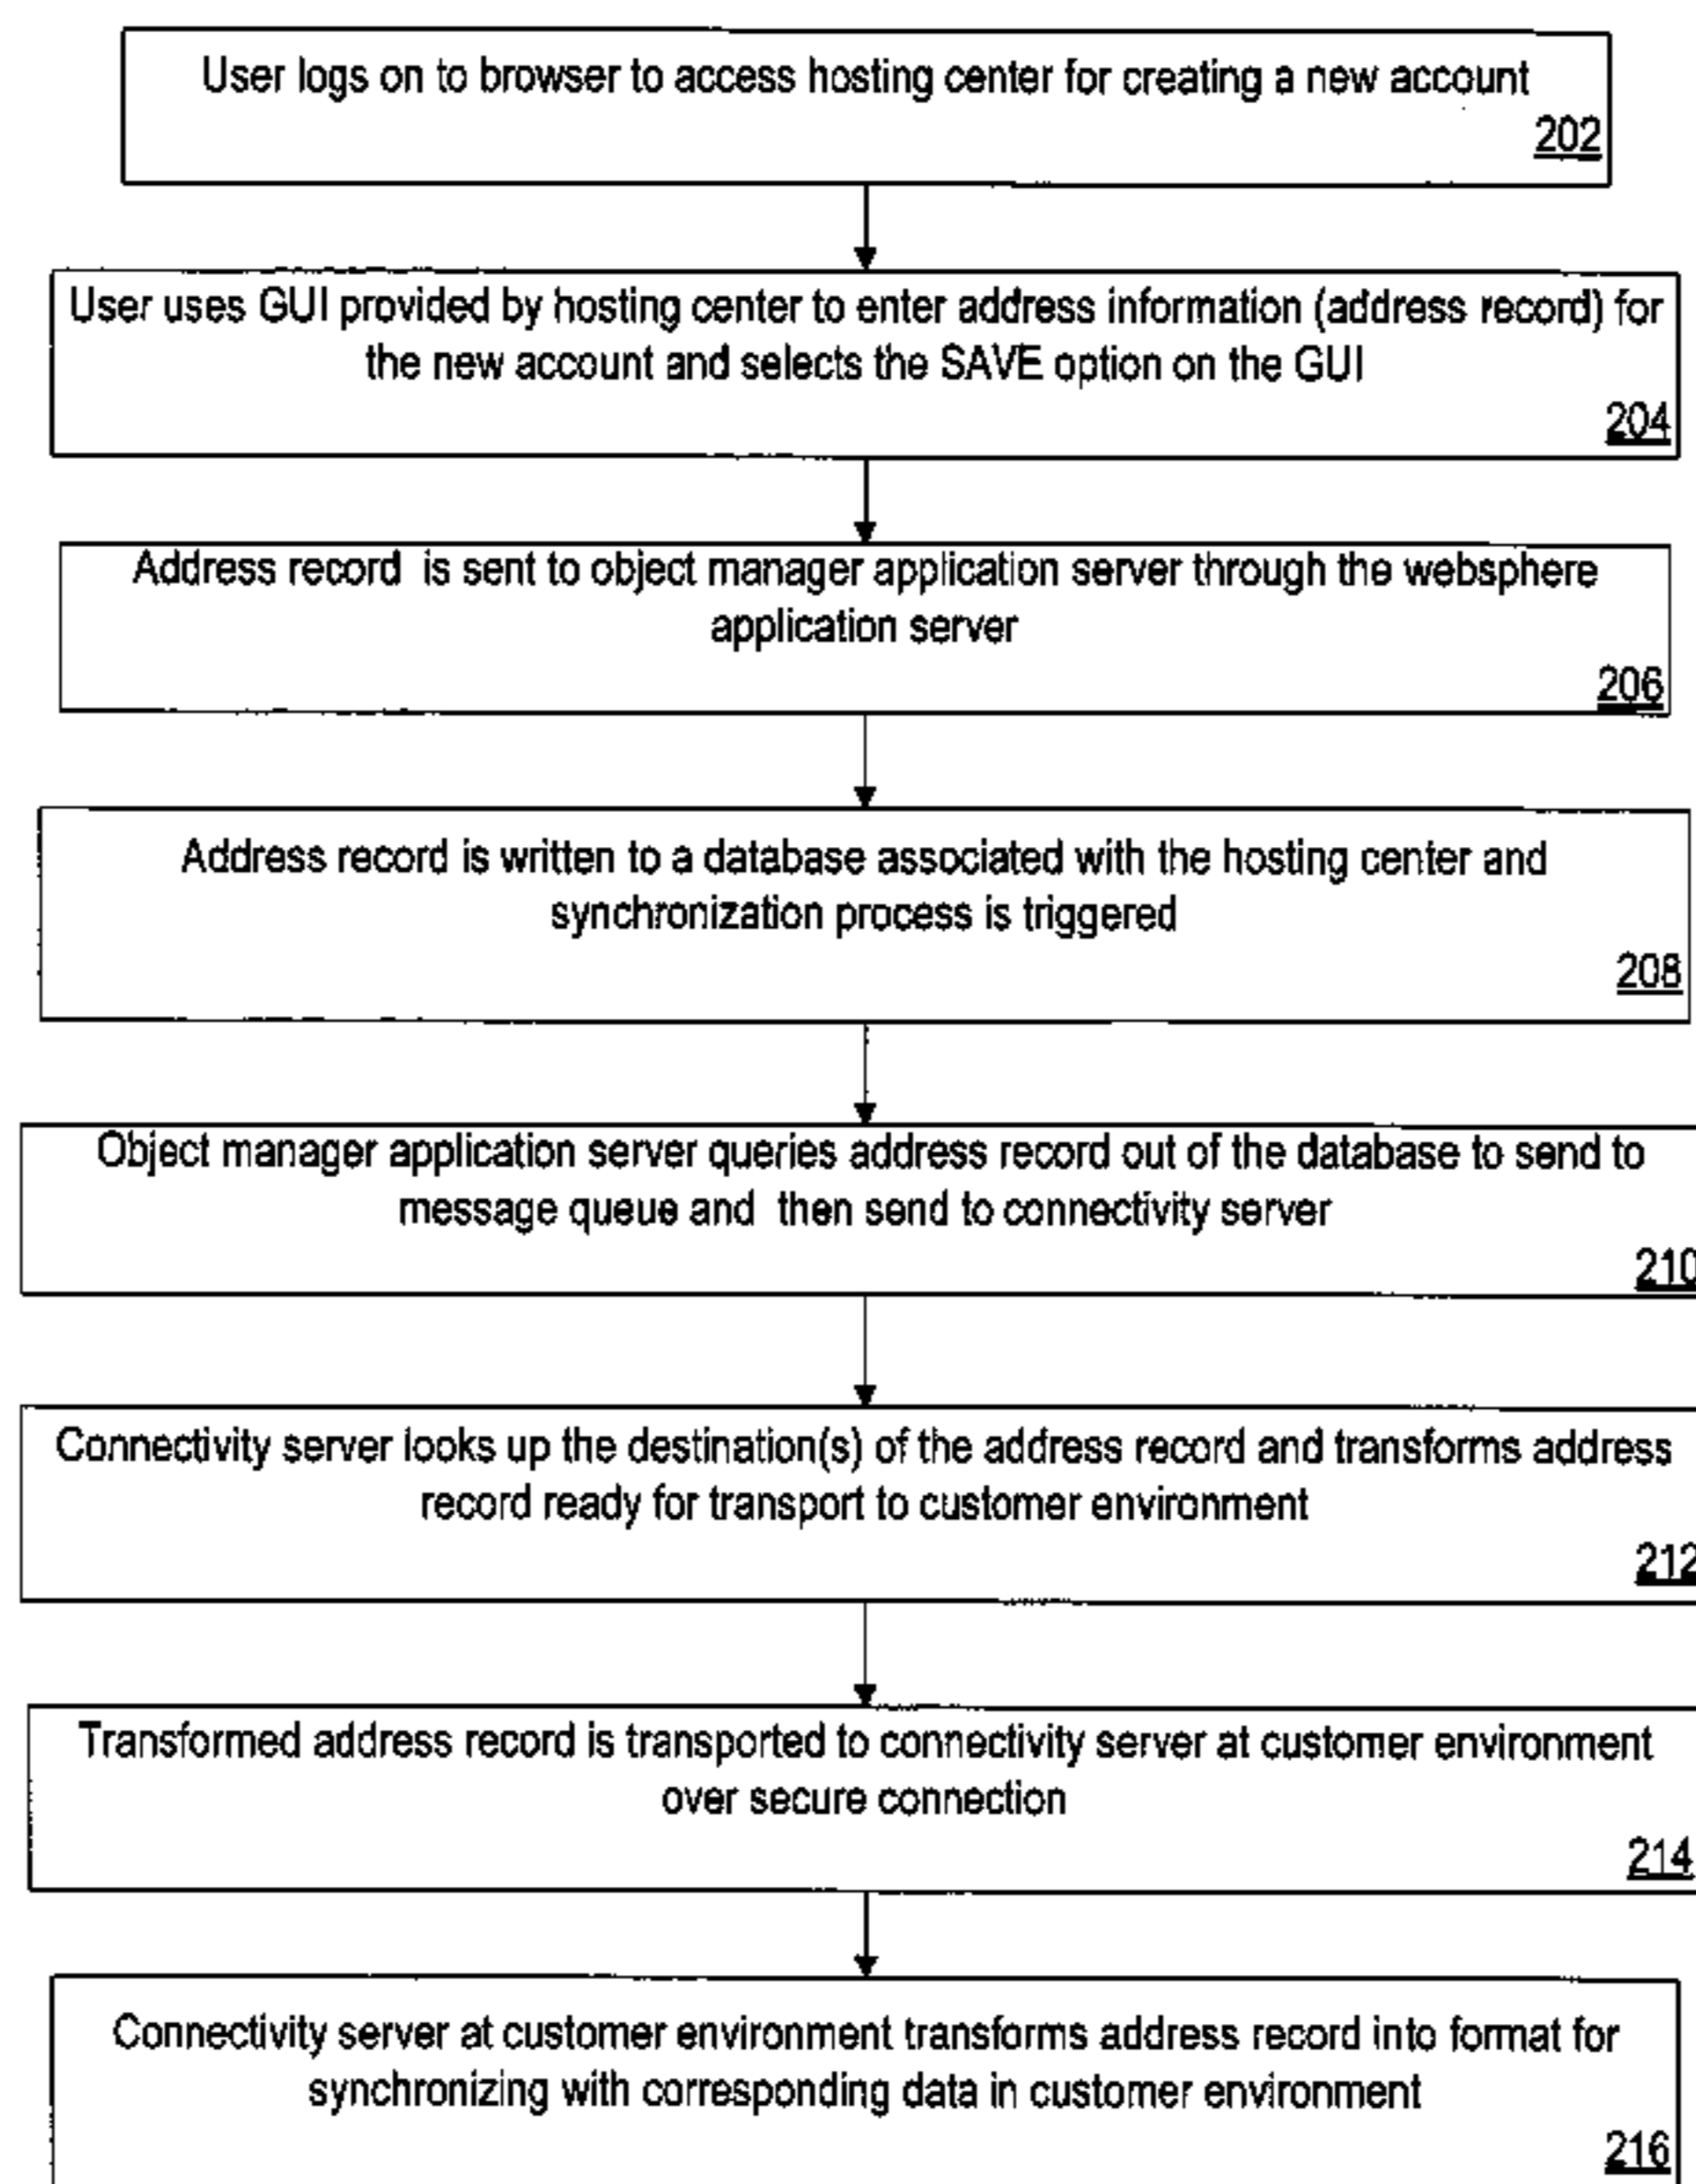 User logs on to browser to access hosting center for creating a new account
202
User uses GUI provided by hosting center to enter address information (address record) for
the new account and selects the SAVE option on the GUI
204
Address record is sent to object manager application server through the websphere
application server
206
Address record is written to a database associated with the hosting center and
synchronization process is triggered
208
Object manager application server queries address record out of the database to send to
message queue and then send to connectivity server
210
Connectivity server looks up the destination(s) of the address record and transforms address
record ready for transport to customer environment
212
Transformed address record is transported to connectivity server at customer environment
over secure connection
214
Connectivity server at customer environment transforms address record into format for
synchronizing with corresponding data in customer environment
216